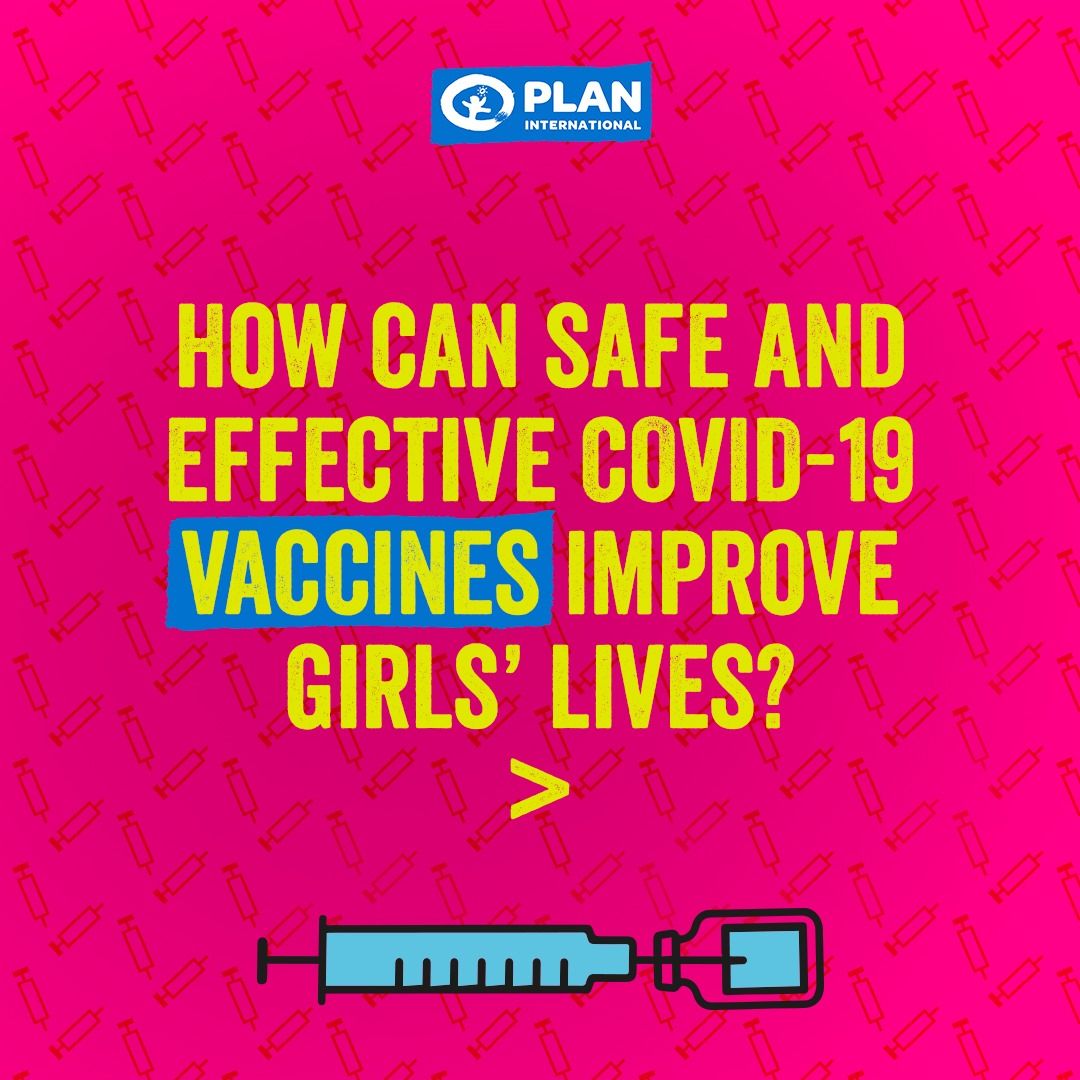 PLAN
INTERNATIONAL
HOW CAN SAFE AND
EFFECTIVE COVID-19
VACCINES IMPROVE
GIRLS’ LIVES?
>